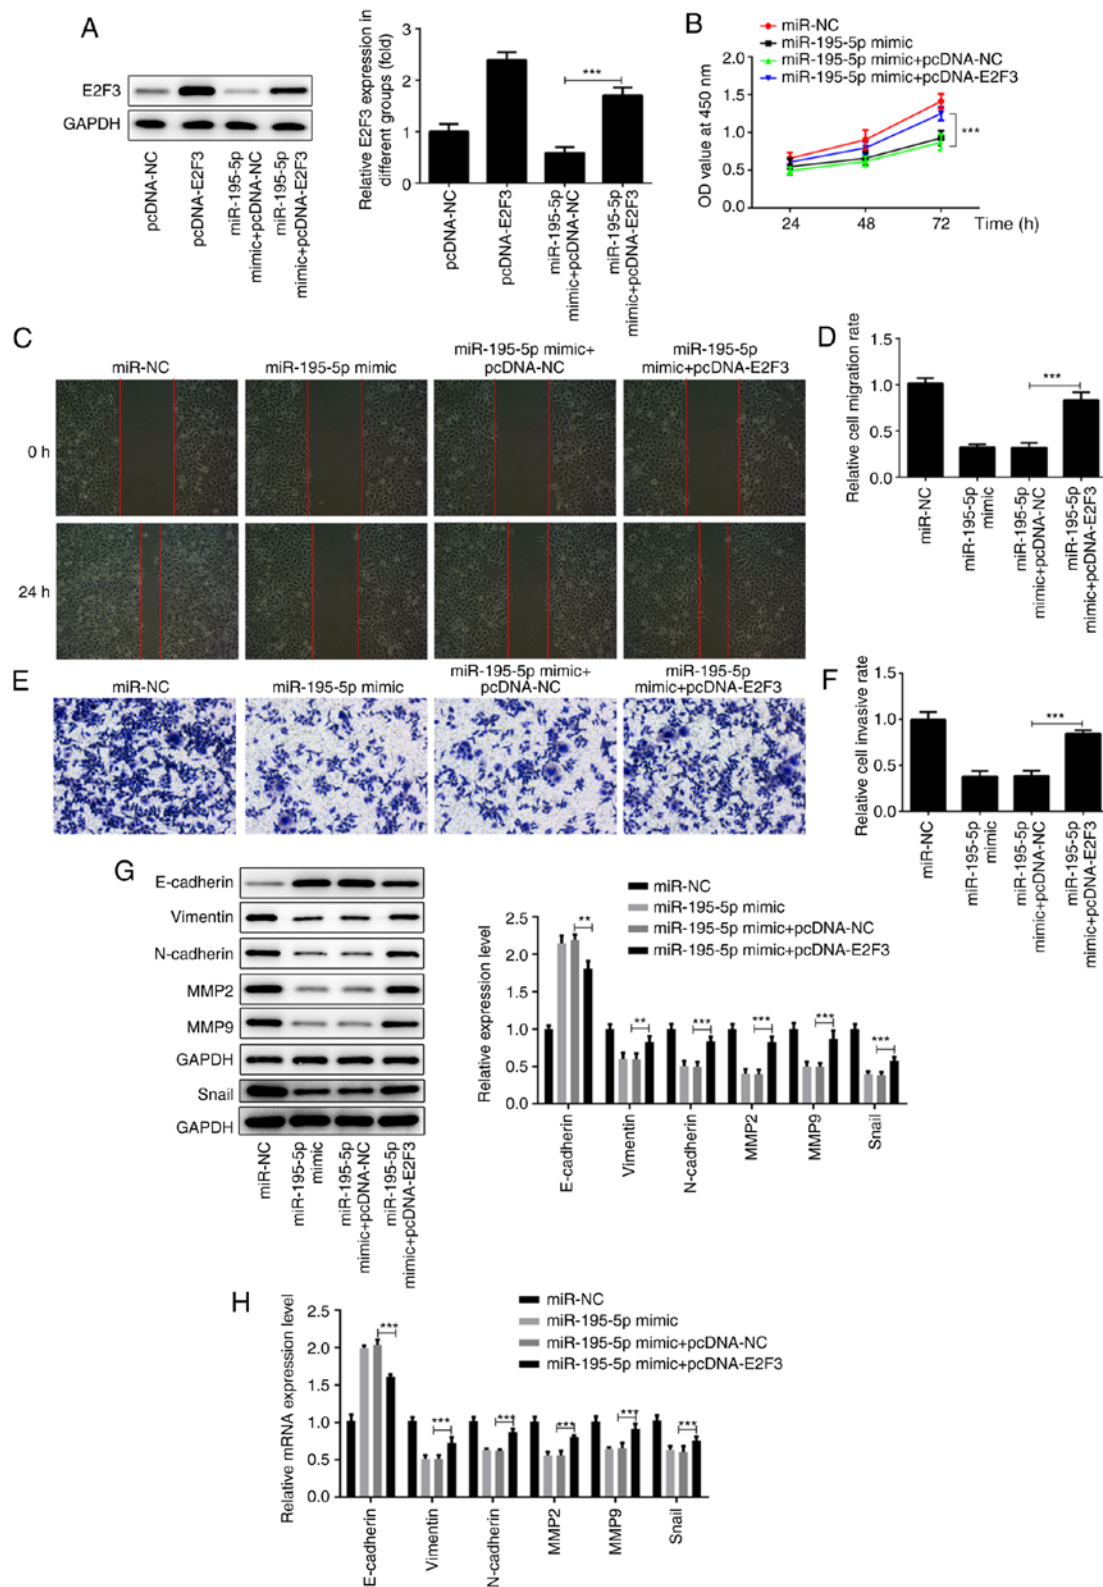 A
E2F3
GAPDH
pcDNA-NC
pcDNA-E2F3
miR-195-5p
mimic+pcDNA-NC
miR-195-5p
mimic+pcDNA-E2F3
Relative E2F3 expression in
different groups (fold)
3
2
1
0
***
pcDNA-NC
pcDNA-E2F3
miR-195-5p
mimic+pcDNA-NC
miR-195-5p
mimic+pcDNA-E2F3
B
miR-NC
miR-195-5p mimic
miR-195-5p mimic+pcDNA-NC
miR-195-5p mimic+pcDNA-E2F3
OD value at 450 nm
2.0
1.5
1.0
0.5
0.0
***
24 48 72 Time (h)
C
miR-NC
miR-195-5p mimic
miR-195-5p mimic+
pcDNA-NC
miR-195-5p
mimic+pcDNA-E2F3
0 h
24 h
D
Relative cell migration rate
1.5
1.0
0.5
0.0
***
miR-NC
miR-195-5p
mimic
miR-195-5p
mimic+pcDNA-NC
miR-195-5p
mimic+pcDNA-E2F3
E
miR-NC
miR-195-5p mimic
miR-195-5p mimic+
pcDNA-NC
miR-195-5p
mimic+pcDNA-E2F3
F
Relative cell invasive rate
1.5
1.0
0.5
0.0
***
miR-NC
miR-195-5p
mimic
miR-195-5p
mimic+pcDNA-NC
miR-195-5p
mimic+pcDNA-E2F3
G
E-cadherin
Vimentin
N-cadherin
MMP2
MMP9
GAPDH
Snail
GAPDH
miR-NC
miR-195-5p
mimic
miR-195-5p
mimic+pcDNA-NC
miR-195-5p
mimic+pcDNA-E2F3
miR-NC
miR-195-5p mimic
miR-195-5p mimic+pcDNA-NC
miR-195-5p mimic+pcDNA-E2F3
Relative expression level
2.5
2.0
1.5
1.0
0.5
0.0
** ** *** *** *** ***
E-cadherin
Vimentin
N-cadherin
MMP2
MMP9
Snail
H
miR-NC
miR-195-5p mimic
miR-195-5p mimic+pcDNA-NC
miR-195-5p mimic+pcDNA-E2F3
Relative mRNA expression level
2.5
2.0
1.5
1.0
0.5
0.0
*** *** *** *** *** ***
E-cadherin
Vimentin
N-cadherin
MMP2
MMP9
Snail